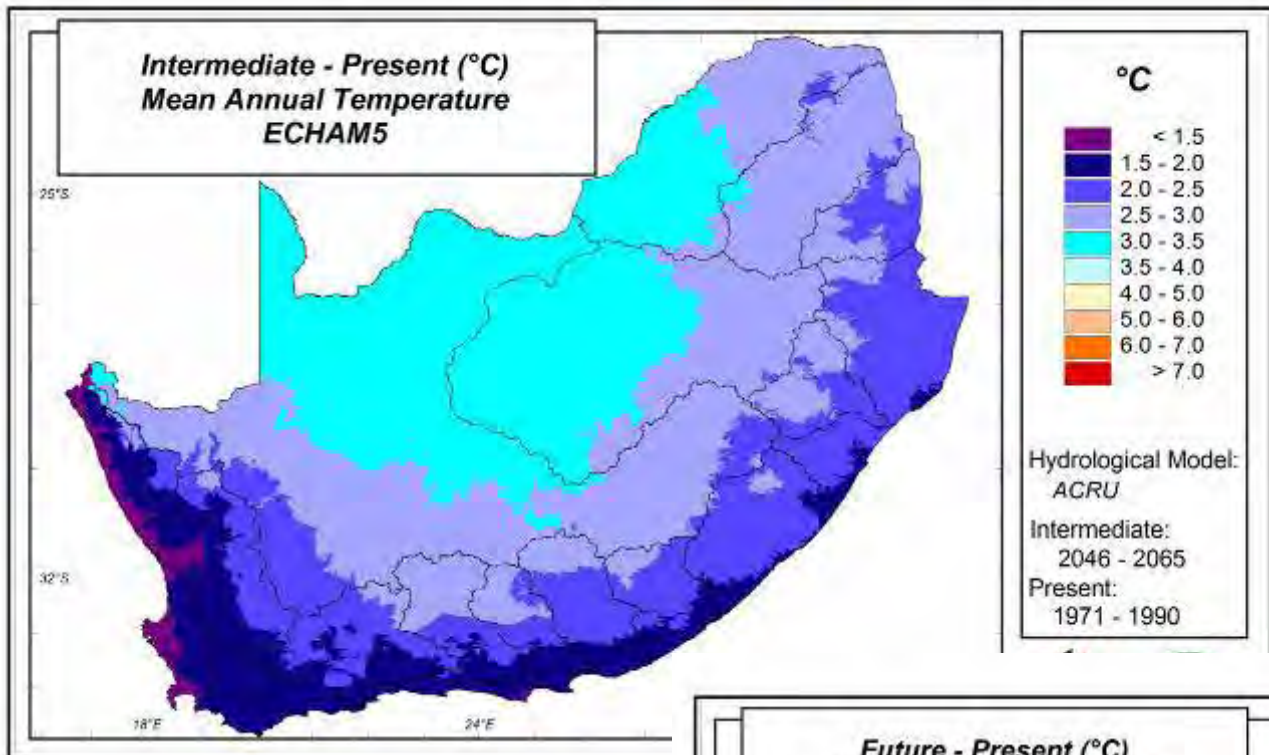 Intermediate - Present (°C)
Mean Annual Temperature
ECHAM5
25°S
32°S
18°E
24°E
°C
< 1.5
1.5 - 2.0
2.0 - 2.5
2.5 - 3.0
3.0 - 3.5
3.5 - 4.0
4.0 - 5.0
5.0 - 6.0
6.0 - 7.0
> 7.0
Hydrological Model:
ACRU
Intermediate:
2046 - 2065
Present:
1971 - 1990
Future - Present (°C)